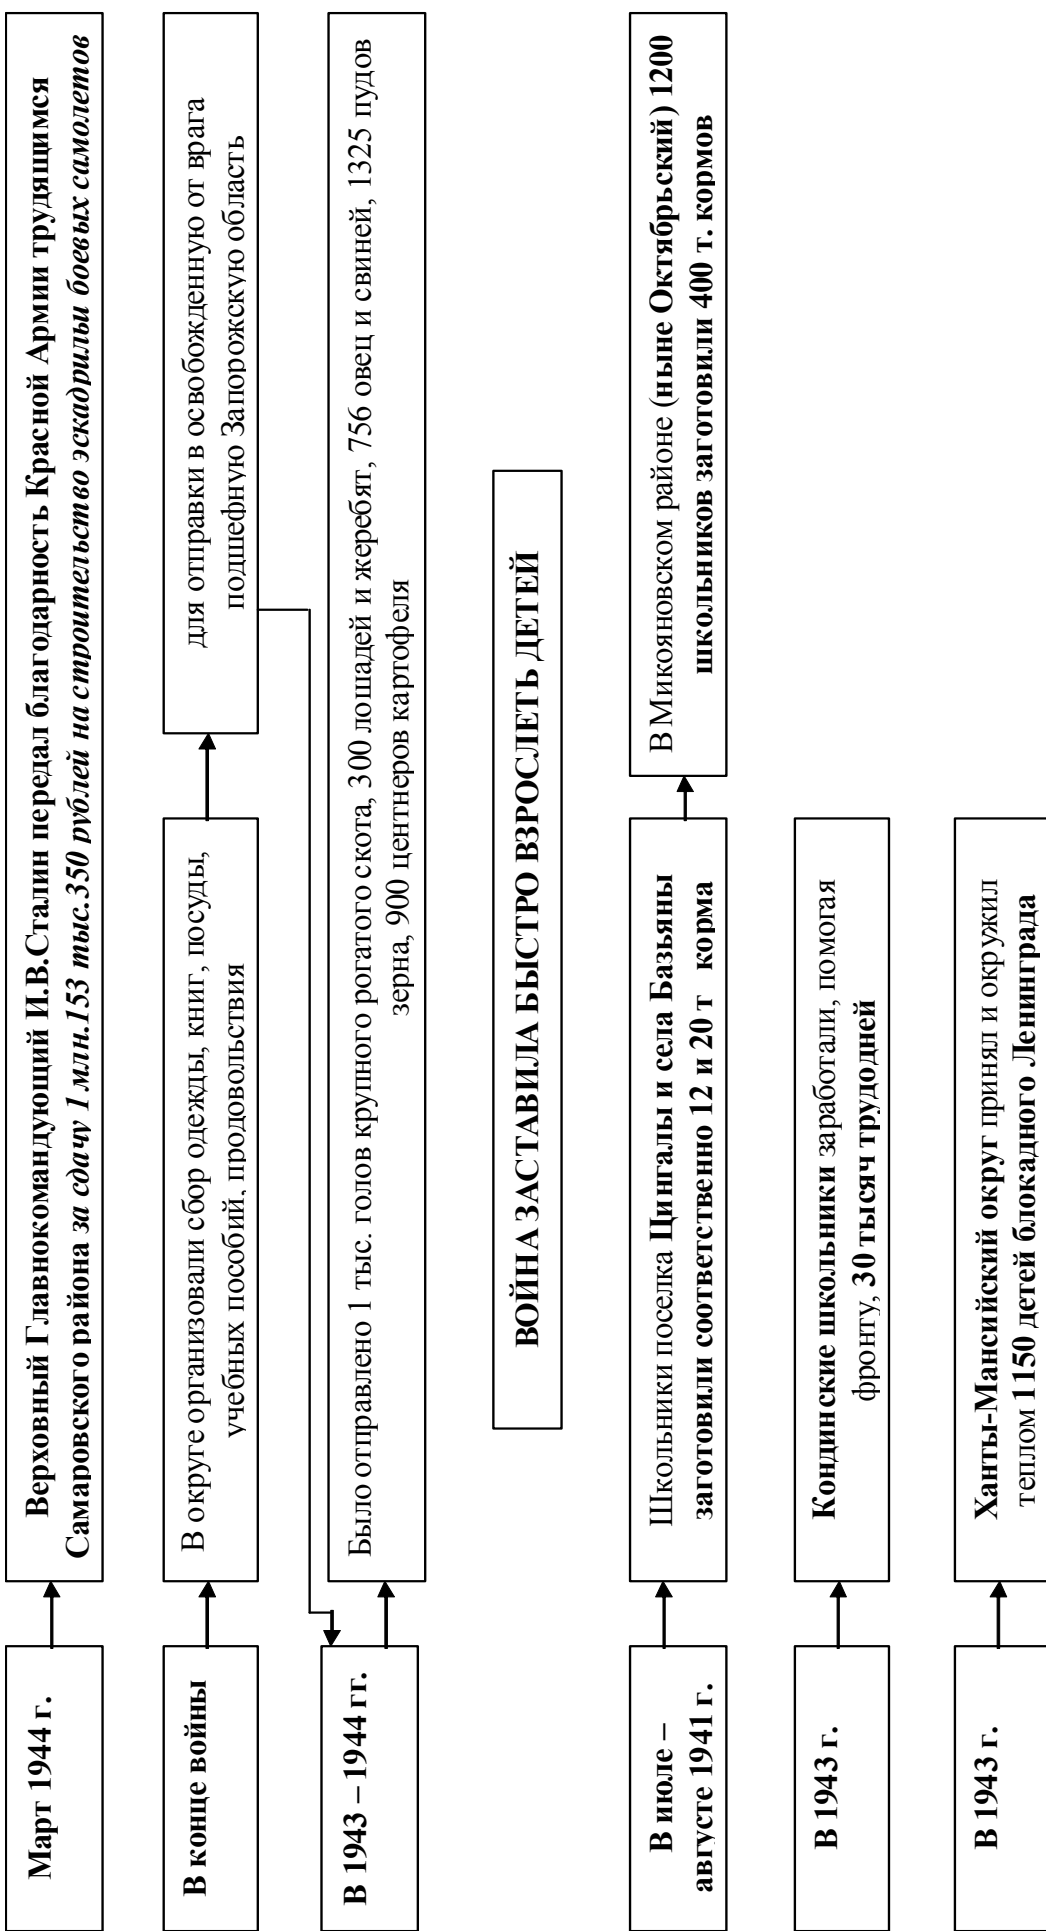 Март 1944 г.
Верховный Главнокомандующий И.В.Сталин передал благодарность Красной Армии трудящимся
Самаровского района за сдачу 1 млн.153 тыс.350 рублей на строительство эскадрильи боевых самолетов
В конце войны
В округе организовали сбор одежды, книг, посуды,
учебных пособий, продовольствия
для отправки в освобожденную от врага
подшефную Запорожскую область
В 1943 – 1944 гг.
Было отправлено 1 тыс. голов крупного рогатого скота, 300 лошадей и жеребят, 756 овец и свиней, 1325 пудов
зерна, 900 центнеров картофеля
ВОЙНА ЗАСТАВИЛА БЫСТРО ВЗРОСЛЕТЬ ДЕТЕЙ
В июле –
августе 1941 г.
Школьники поселка Цингалы и села Базьяны
заготовили соответственно 12 и 20 т корма
В Микояновском районе (ныне Октябрьский) 1200
школьников заготовили 400 т. кормов
В 1943 г.
Кондинские школьники заработали, помогая
фронту, 30 тысяч трудодней
В 1943 г.
Ханты-Мансийский округ принял и окружил
теплом 1150 детей блокадного Ленинграда